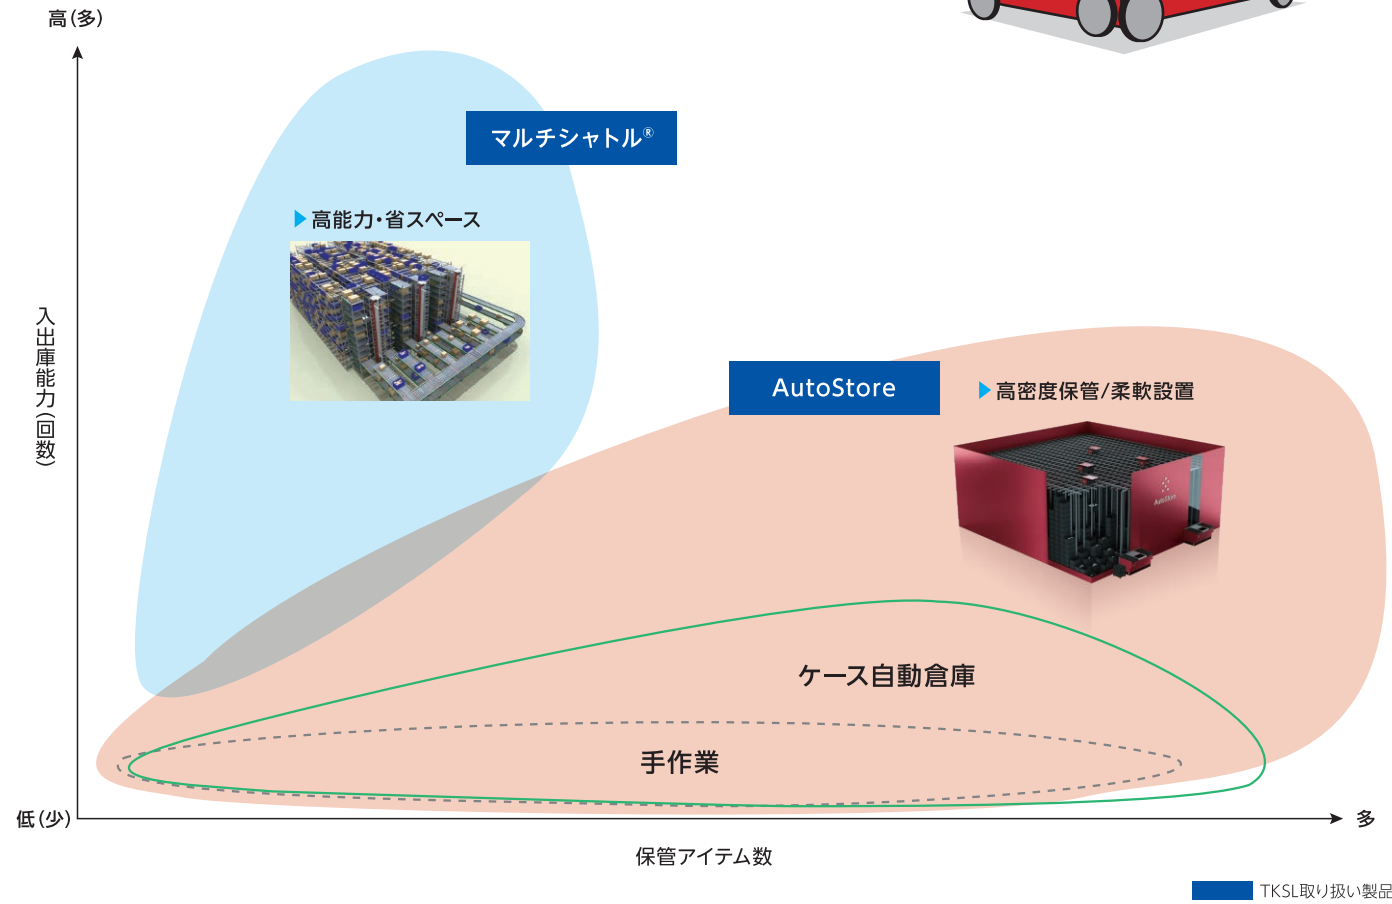 高（多）
マルチシャトル®
高能力・省スペース
入出庫能力（回数）
AutoStore
高密度保管/柔軟設置
AutoStore
ケース自動倉庫
手作業
低（少）
多
保管アイテム数
TKSL取り扱い製品